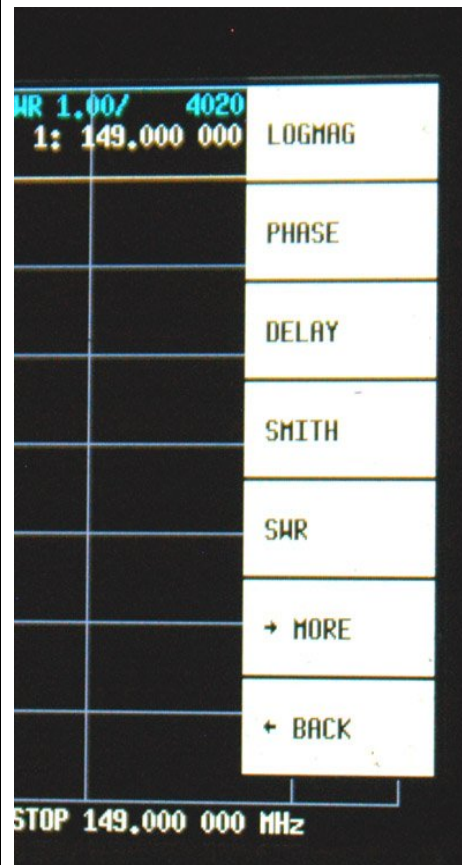 WR 1.00/ 4020
1: 149.000 000
LOGMAG
PHASE
DELAY
SMITH
SWR
→ MORE
← BACK
STOP 149.000 000 MHz